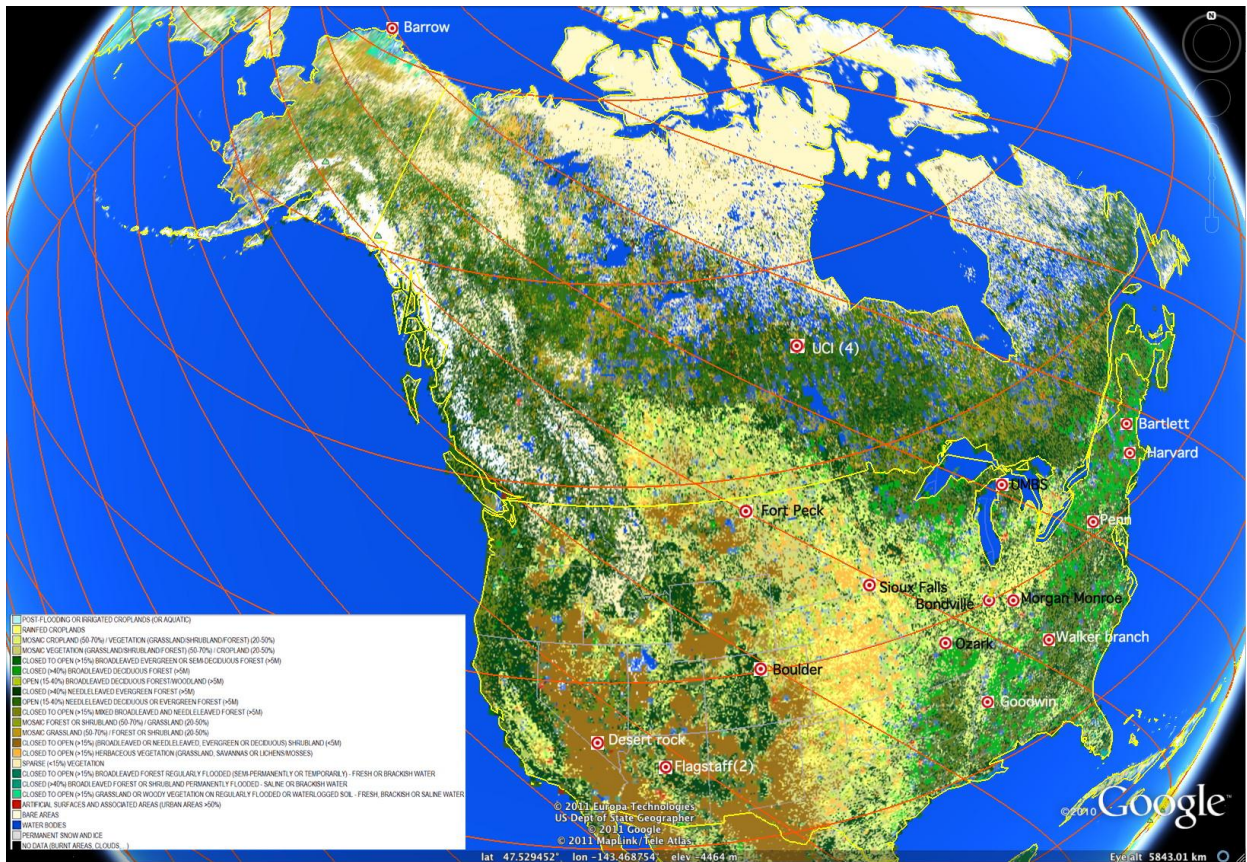 N
Barrow
UCI (4)
Bartlett
Harvard
UMBS
Fort Peck
Penn
Sioux Falls
Bondville
Morgan Monroe
Ozark
Walker branch
Boulder
Goodwin
Desert rock
Flagstaff(2)
POST-FLOODING OR IRRIGATED CROPLANDS (OR AQUATIC)
RAINFED CROPLANDS
MOSAIC CROPLAND (50-70%) / VEGETATION (GRASSLAND/SHRUBLAND/FOREST) (20-50%)
MOSAIC VEGETATION (GRASSLAND/SHRUBLAND/FOREST) (50-70%) / CROPLAND (20-50%)
CLOSED TO OPEN (>15%) BROADLEAVED EVERGREEN OR SEMI-DECIDUOUS FOREST (>5M)
CLOSED (>40%) BROADLEAVED DECIDUOUS FOREST (>5M)
OPEN (15-40%) BROADLEAVED DECIDUOUS FOREST/WOODLAND (>5M)
CLOSED (>40%) NEEDLELEAVED EVERGREEN FOREST (>5M)
OPEN (15-40%) NEEDLELEAVED DECIDUOUS OR EVERGREEN FOREST (>5M)
CLOSED TO OPEN (>15%) MIXED BROADLEAVED AND NEEDLELEAVED FOREST (>5M)
MOSAIC FOREST OR SHRUBLAND (50-70%) / GRASSLAND (20-50%)
MOSAIC GRASSLAND (50-70%) / FOREST OR SHRUBLAND (20-50%)
CLOSED TO OPEN (>15%) (BROADLEAVED OR NEEDLELEAVED, EVERGREEN OR DECIDUOUS) SHRUBLAND (<5M)
CLOSED TO OPEN (>15%) HERBACEOUS VEGETATION (GRASSLAND, SAVANNAS OR LICHENS/MOSSES)
SPARSE (<15%) VEGETATION
CLOSED TO OPEN (>15%) BROADLEAVED FOREST REGULARLY FLOODED (SEMI-PERMANENTLY OR TEMPORARILY) - FRESH OR BRACKISH WATER
CLOSED (>40%) BROADLEAVED FOREST OR SHRUBLAND PERMANENTLY FLOODED - SALINE OR BRACKISH WATER
CLOSED TO OPEN (>15%) GRASSLAND OR WOODY VEGETATION ON REGULARLY FLOODED OR WATERLOGGED SOIL - FRESH, BRACKISH OR SALINE WATER
ARTIFICIAL SURFACES AND ASSOCIATED AREAS (URBAN AREAS >50%)
BARE AREAS
WATER BODIES
PERMANENT SNOW AND ICE
NO DATA (BURNT AREAS, CLOUDS,...)
© 2011 Europa Technologies
US Dept of State Geographer
© 2011 Google
© 2011 MapLink/Tele Atlas
©2010 Google™
lat 47.529452° lon -143.468754° elev -4464 m
Eye alt 5843.01 km